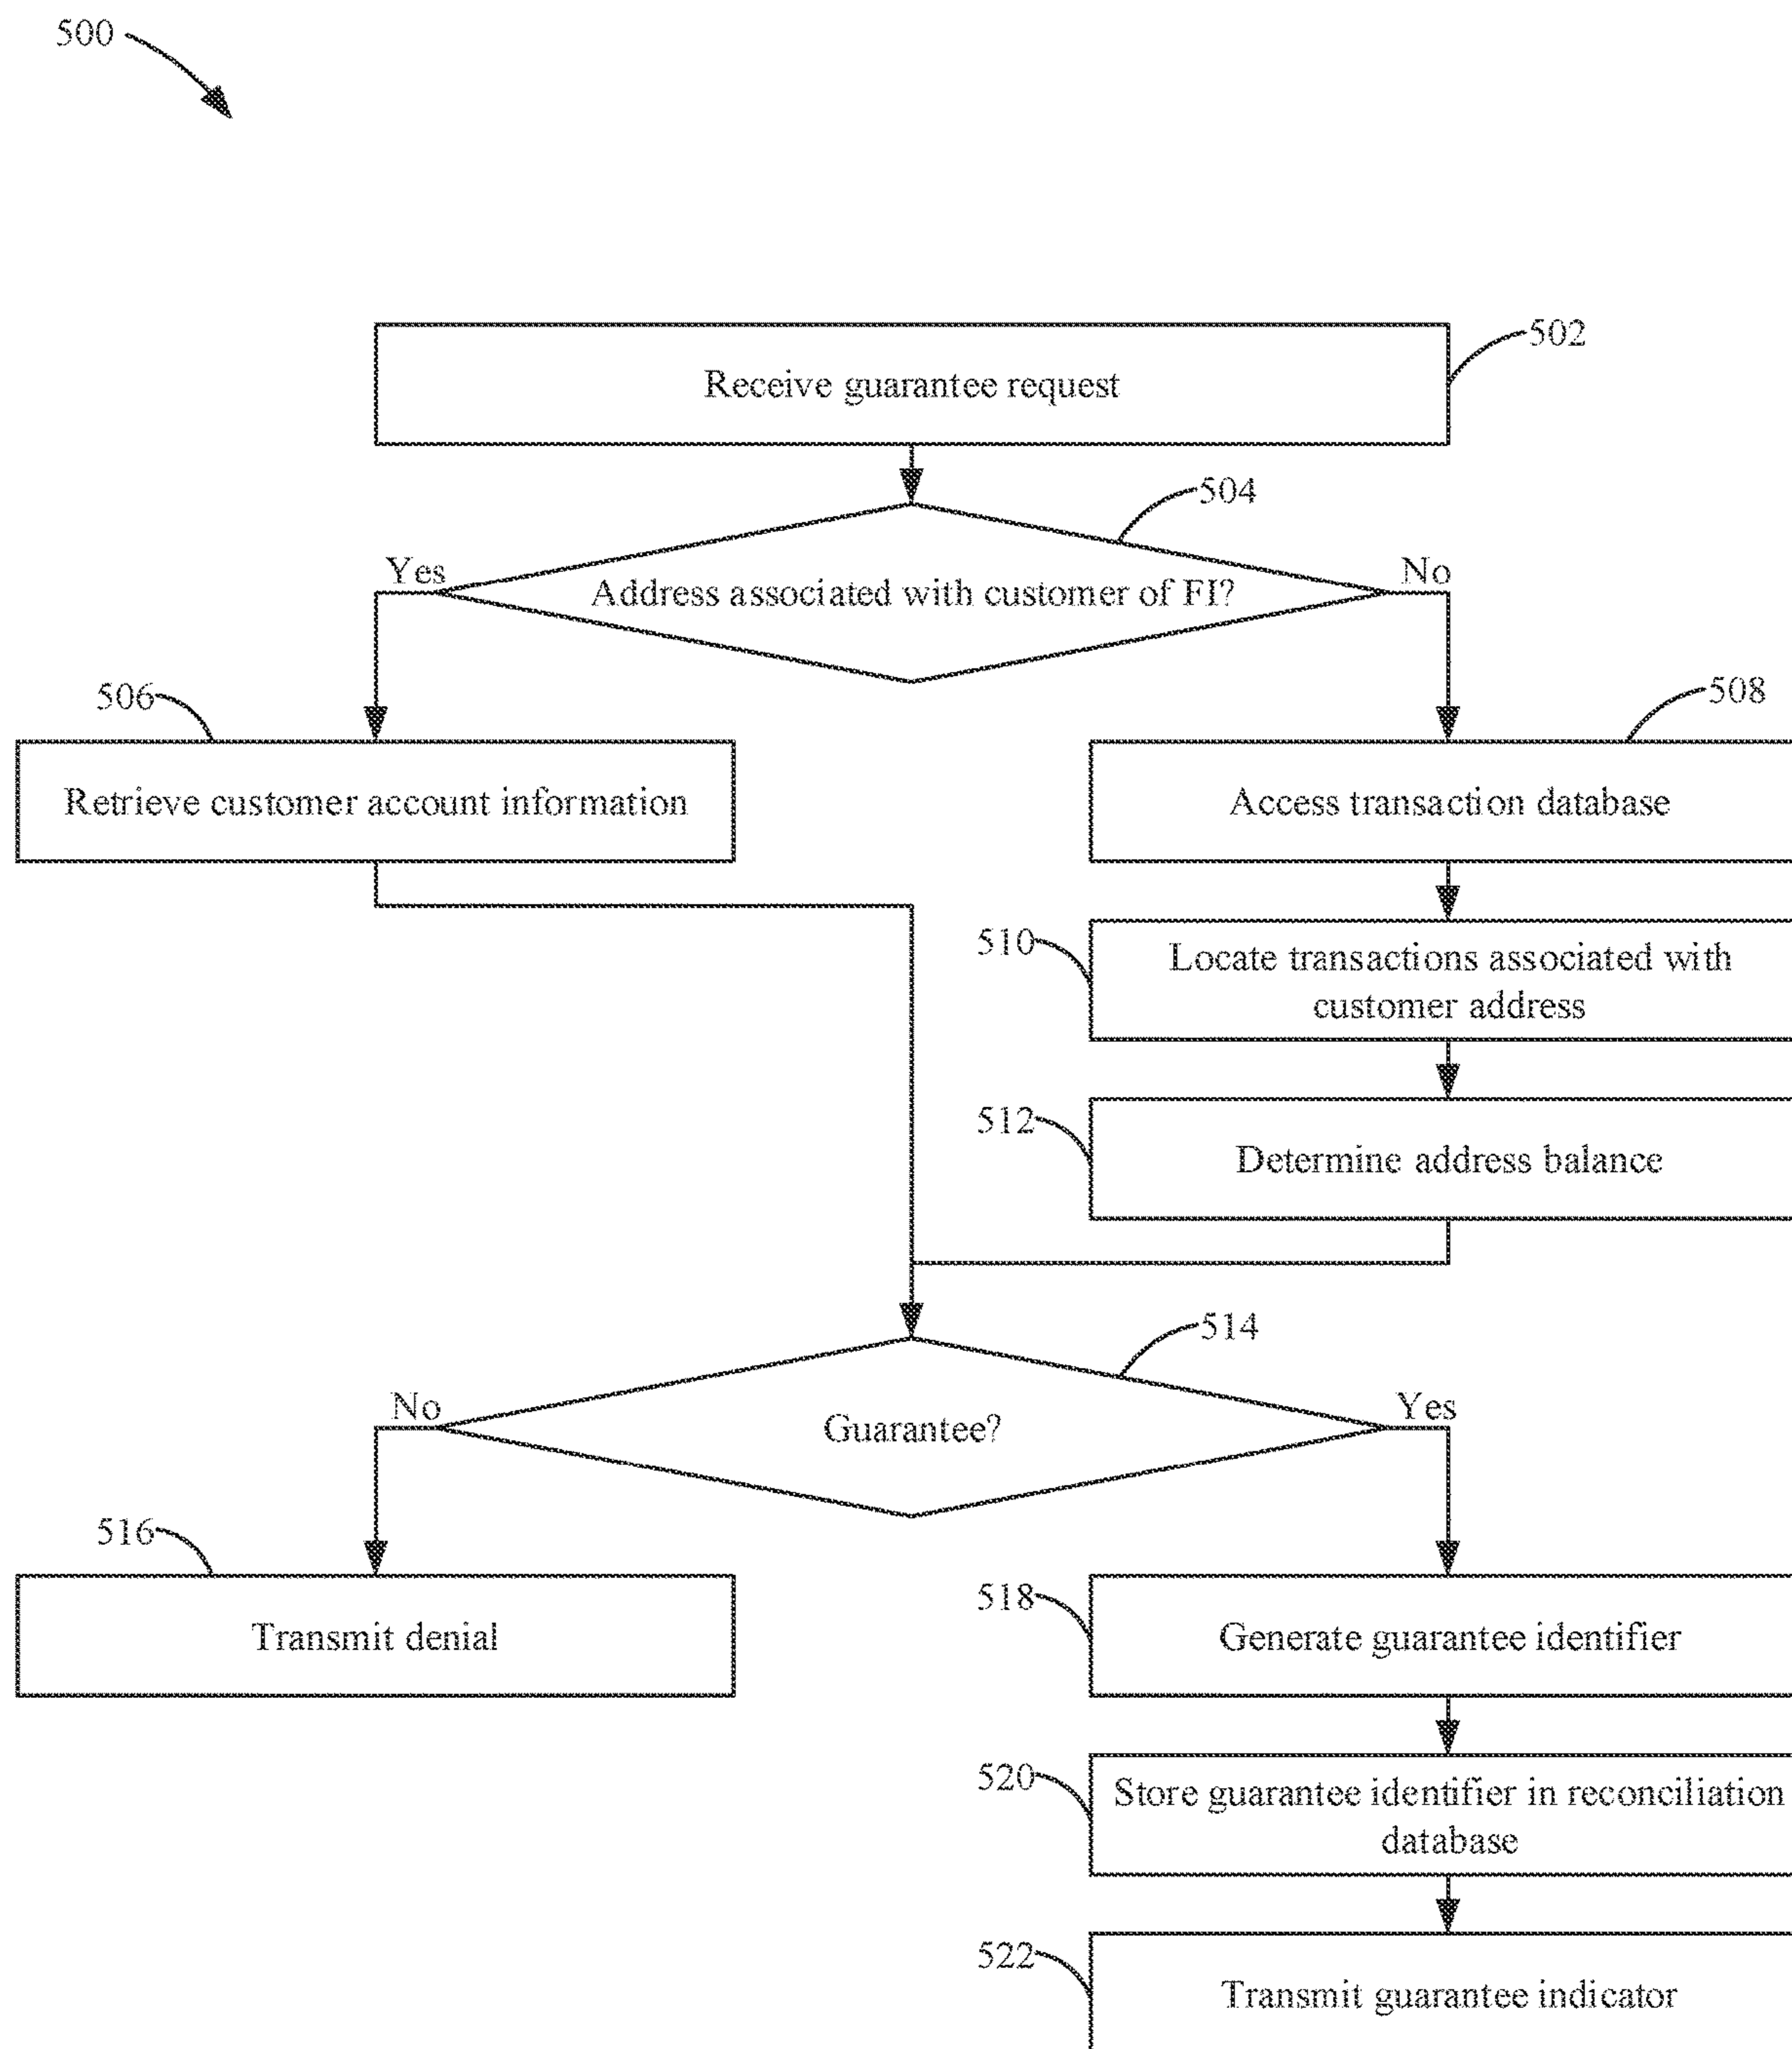 500
Receive guarantee request
502
504
Yes
Address associated with customer of FI?
No
506
508
Retrieve customer account information
Access transaction database
510
Locate transactions associated with
customer address
512
Determine address balance
514
No
Guarantee?
Yes
516
518
Transmit denial
Generate guarantee identifier
520
Store guarantee identifier in reconciliation
database
522
Transmit guarantee indicator